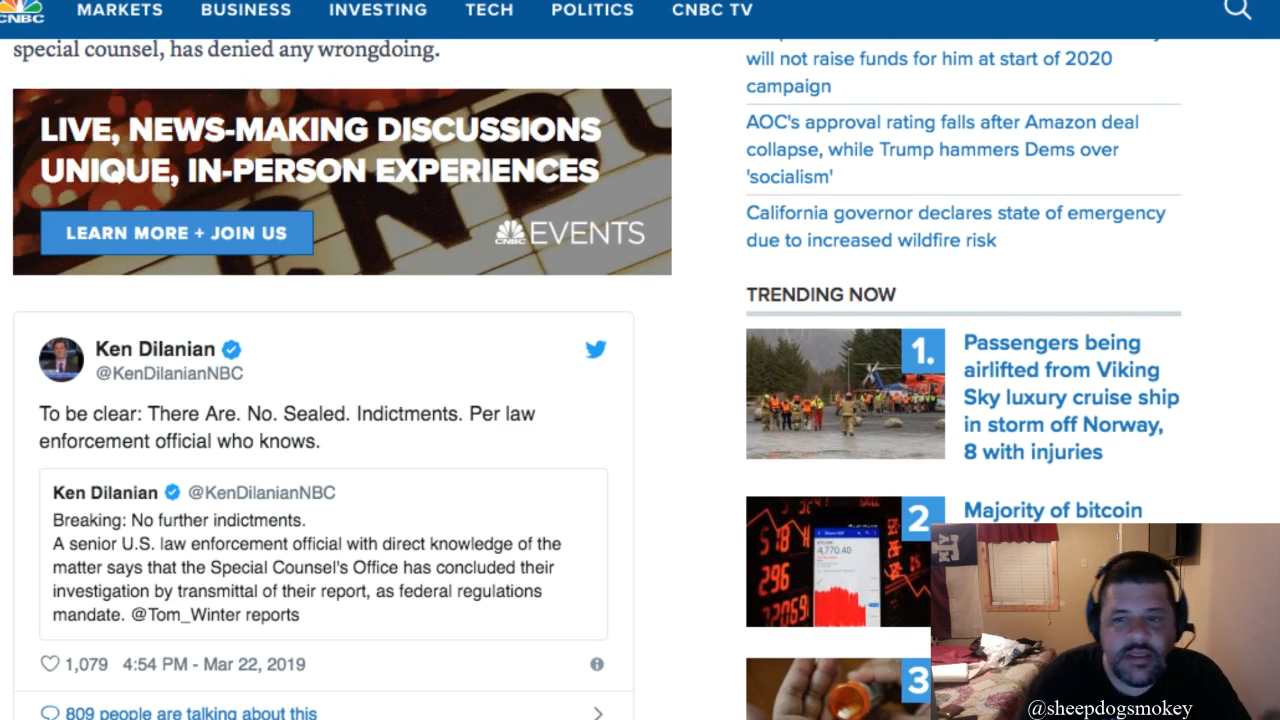 CNBC
MARKETS BUSINESS INVESTING TECH POLITICS CNBC TV
special counsel, has denied any wrongdoing.
LIVE, NEWS-MAKING DISCUSSIONS
UNIQUE, IN-PERSON EXPERIENCES
LEARN MORE + JOIN US
CNBC EVENTS
Ken Dilanian
@KenDilanianNBC
To be clear: There Are. No. Sealed. Indictments. Per law
enforcement official who knows.
Ken Dilanian @KenDilanianNBC
Breaking: No further indictments.
A senior U.S. law enforcement official with direct knowledge of the
matter says that the Special Counsel's Office has concluded their
investigation by transmittal of their report, as federal regulations
mandate. @Tom_Winter reports
1,079 4:54 PM - Mar 22, 2019
809 people are talking about this
will not raise funds for him at start of 2020
campaign
AOC's approval rating falls after Amazon deal
collapse, while Trump hammers Dems over
'socialism'
California governor declares state of emergency
due to increased wildfire risk
TRENDING NOW
1.
Passengers being
airlifted from Viking
Sky luxury cruise ship
in storm off Norway,
8 with injuries
2
Majority of bitcoin
4,770.40
578
296
22069
3
@sheepdogsmokey